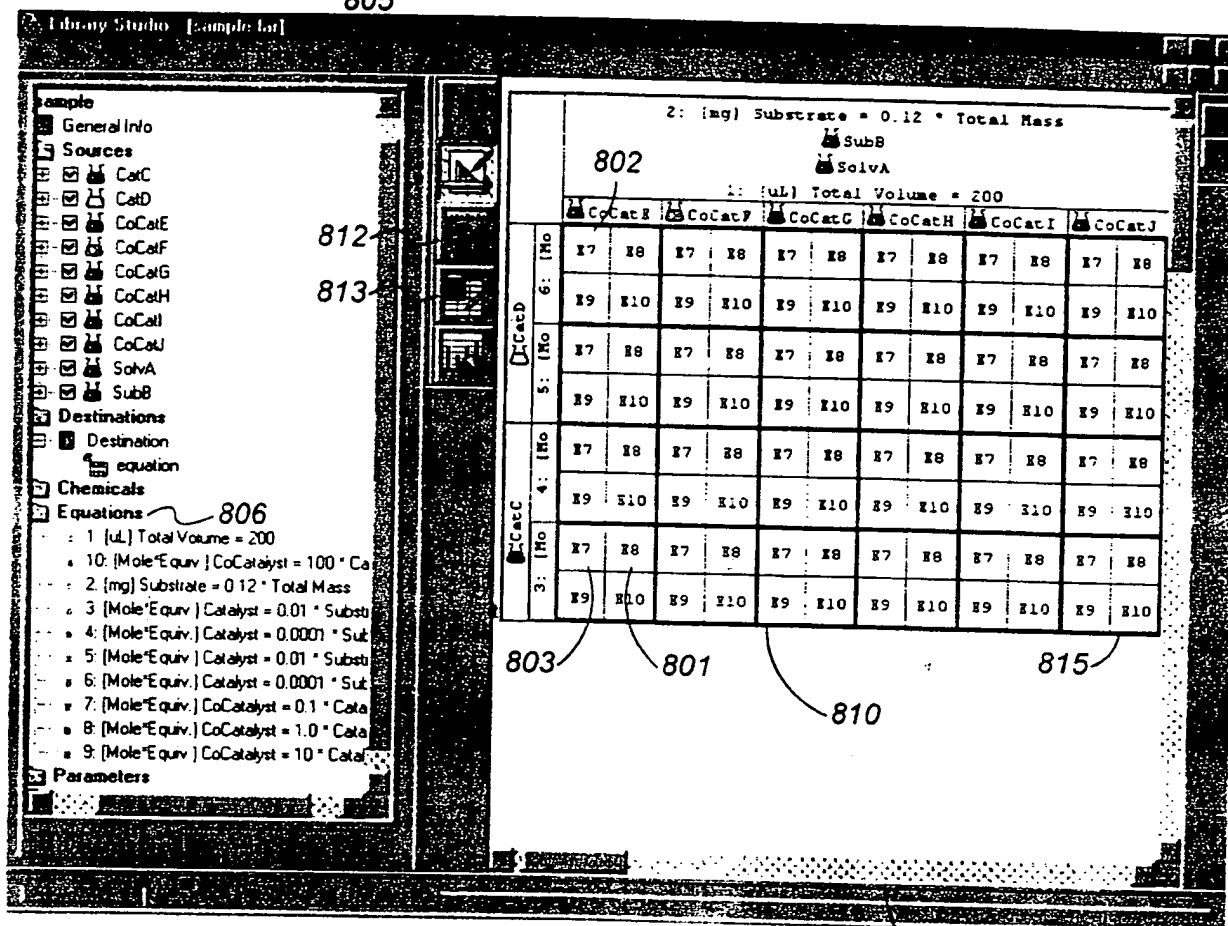 805
Library Studio [sample.lar]
sample
General Info
Sources
CatC
CatD
CoCatE
CoCatF
CoCatG
CoCatH
CoCatI
CoCatJ
SolvA
SubB
Destinations
Destination
equation
Chemicals
Equations
806
: 1 [uL] Total Volume = 200
10: [Mole*Equiv.] CoCatalyst = 100 * Ca
: 2. [mg] Substrate = 0.12 * Total Mass
3 [Mole*Equiv.] Catalyst = 0.01 * Substr
4: [Mole*Equiv.] Catalyst = 0.0001 * Sub
5: [Mole*Equiv.] Catalyst = 0.01 * Substr
6: [Mole*Equiv.] Catalyst = 0.0001 * Sub
7: [Mole*Equiv.] CoCatalyst = 0.1 * Cata
8: [Mole*Equiv.] CoCatalyst = 1.0 * Cata
9: [Mole*Equiv.] CoCatalyst = 10 * Catal
Parameters
812
813
2: [mg] Substrate = 0.12 * Total Mass
SubB
SolvA
802
1: [uL] Total Volume = 200
CoCatE CoCatF CoCatG CoCatH CoCatI CoCatJ
CatD
6: [Mo
E7 E8 E7 E8 E7 E8 E7 E8 E7 E8 E7 E8
E9 E10 E9 E10 E9 E10 E9 E10 E9 E10 E9 E10
5: [Mo
E7 E8 E7 E8 E7 E8 E7 E8 E7 E8 E7 E8
E9 E10 E9 E10 E9 E10 E9 E10 E9 E10 E9 E10
CatC
4: [Mo
E7 E8 E7 E8 E7 E8 E7 E8 E7 E8 E7 E8
E9 E10 E9 E10 E9 E10 E9 E10 E9 E10 E9 E10
3: [Mo
E7 E8 E7 E8 E7 E8 E7 E8 E7 E8 E7 E8
E9 E10 E9 E10 E9 E10 E9 E10 E9 E10 E9 E10
803 801 815
810